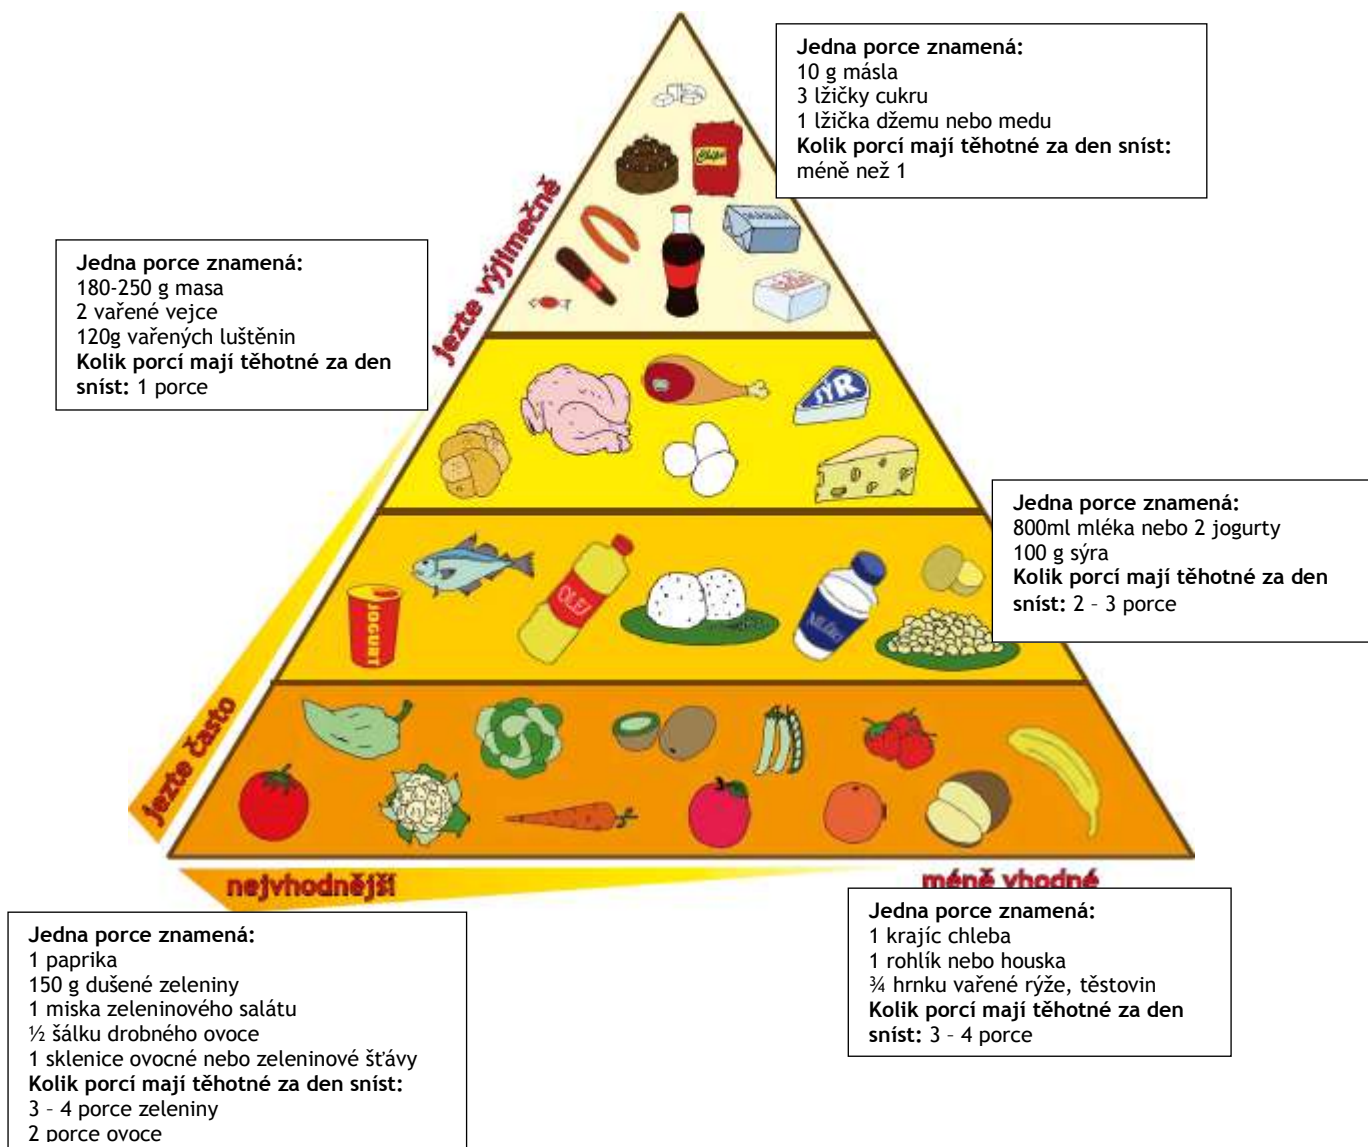 Jedna porce znamená:
10 g másla
3 lžičky cukru
1 lžička džemu nebo medu
Kolik porcí mají těhotné za den sníst:
méně než 1
Chips
jezte výjimečně
Jedna porce znamená:
180-250 g masa
2 vařené vejce
120g vařených luštěnin
Kolik porcí mají těhotné za den
sníst: 1 porce
SÝR
Jedna porce znamená:
800ml mléka nebo 2 jogurty
100 g sýra
Kolik porcí mají těhotné za den
sníst: 2 – 3 porce
JOGURT
OLEJ
MLÉKO
jezte často
nejvhodnější
méně vhodné
Jedna porce znamená:
1 paprika
150 g dušené zeleniny
1 miska zeleninového salátu
½ šálku drobného ovoce
1 sklenice ovocné nebo zeleninové šťávy
Kolik porcí mají těhotné za den sníst:
3 – 4 porce zeleniny
2 porce ovoce
Jedna porce znamená:
1 krajíc chleba
1 rohlík nebo houska
¾ hrnku vařené rýže, těstovin
Kolik porcí mají těhotné za den
sníst: 3 – 4 porce